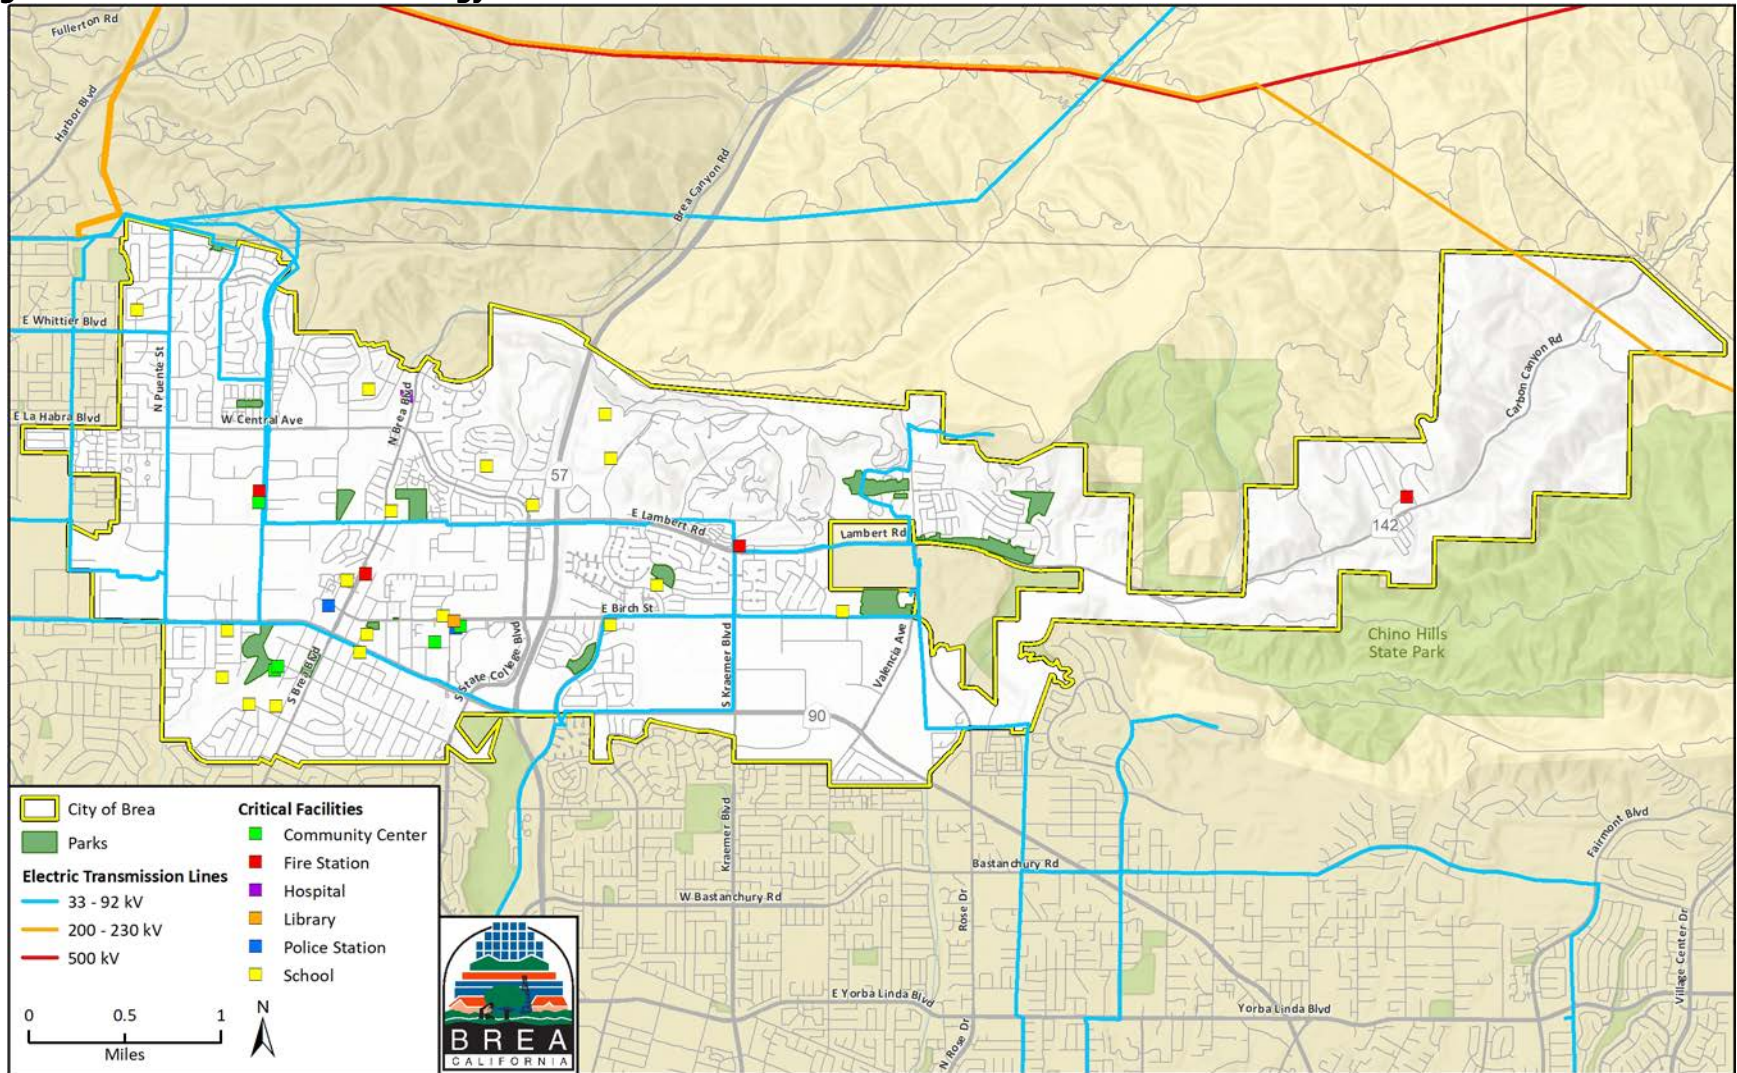 Fullerton Rd
Harbor Blvd
Brea Canyon Rd
E Whittier Blvd
N Puente St
E La Habra Blvd
W Central Ave
N Brea Blvd
57
E Lambert Rd
Lambert Rd
Carbon Canyon Rd
142
E Birch St
S State College Blvd
S Brea Blvd
S Kraemer Blvd
Valencia Ave
90
Chino Hills
State Park
Kraemer Blvd
W Bastanchury Rd
Bastanchury Rd
Rose Dr
E Yorba Linda Blvd
N Rose Dr
Yorba Linda Blvd
Fairmont Blvd
Village Center Dr
City of Brea
Parks
Electric Transmission Lines
33 - 92 kV
200 - 230 kV
500 kV
Critical Facilities
Community Center
Fire Station
Hospital
Library
Police Station
School
0 0.5 1
Miles
N
BREA
CALIFORNIA